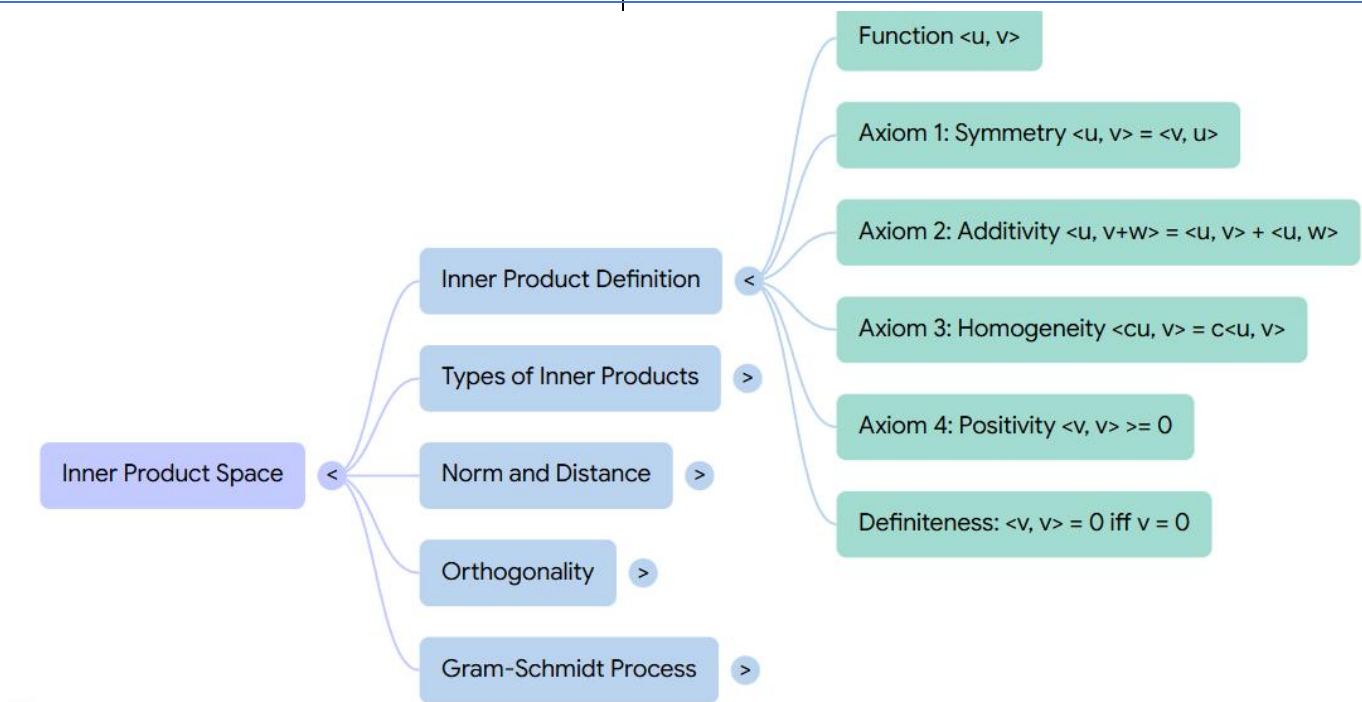 Function <u, v>
Axiom 1: Symmetry <u, v> = <v, u>
Axiom 2: Additivity <u, v+w> = <u, v> + <u, w>
Inner Product Definition
<
Axiom 3: Homogeneity <cu, v> = c<u, v>
Types of Inner Products
>
Axiom 4: Positivity <v, v> >= 0
Inner Product Space
<
Norm and Distance
>
Definiteness: <v, v> = 0 iff v = 0
Orthogonality
>
Gram-Schmidt Process
>